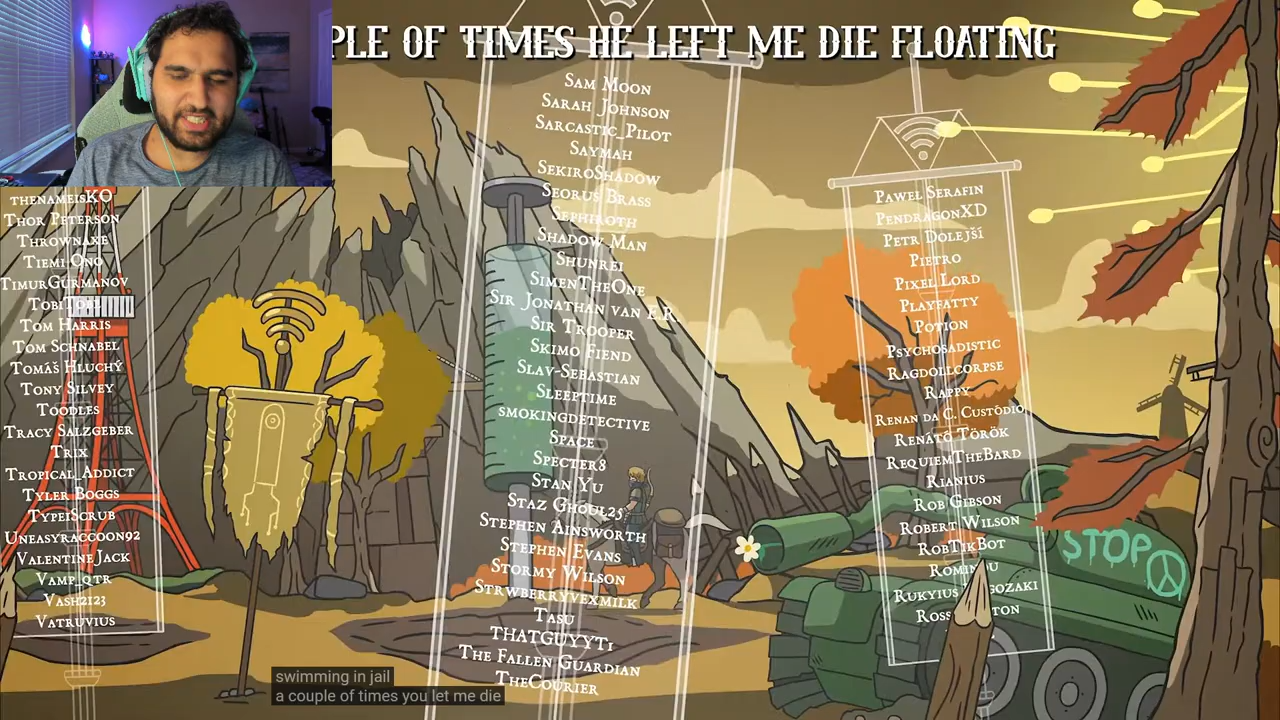 PLE OF TIMES HE LEFT ME DIE FLOATING
thenameisKO
Thor Peterson
Thrownaxe
Tiemi Ono
TimurGurmanov
Tom Harris
Tom Schnabel
Tomáš Hluchý
Tony Silvey
Toodles
Tracy Salzgeber
Trix
Tropical_Addict
Tyler Boggs
TypeiScrub
Uneasyraccoon92
ValentineJack
Vamp_qtr
Vash2123
Vatruvius
Sam Moon
Sarah Johnson
Sarcastic_Pilot
Saymah
SekiroShadow
Seorus Brass
Sephiroth
Shadow Man
Shunrei
SimenTheOne
Sir Jonathan van E.R.
Sir Trooper
Skimo Fiend
Slav-Sebastian
Sleeptime
smokingdetective
Space
Specter8
Stan Yu
Staz Ghoul25
Stephen Ainsworth
Stephen Evans
Stormy Wilson
Strwberryvexmilk
Tasu
THATGUYYT1
The Fallen Guardian
TheCourier
Pawel Serafin
PendragonXD
Petr Dolejší
Pietro
Pixel Lord
Playfatty
Potion
Psychosadistic
Ragdollcorpse
Rappy
Renan da C. Custódio
Renátó Török
RequiemTheBard
Rianius
Rob Gibson
Robert Wilson
RobTikBot
STOP
swimming in jail
a couple of times you let me die